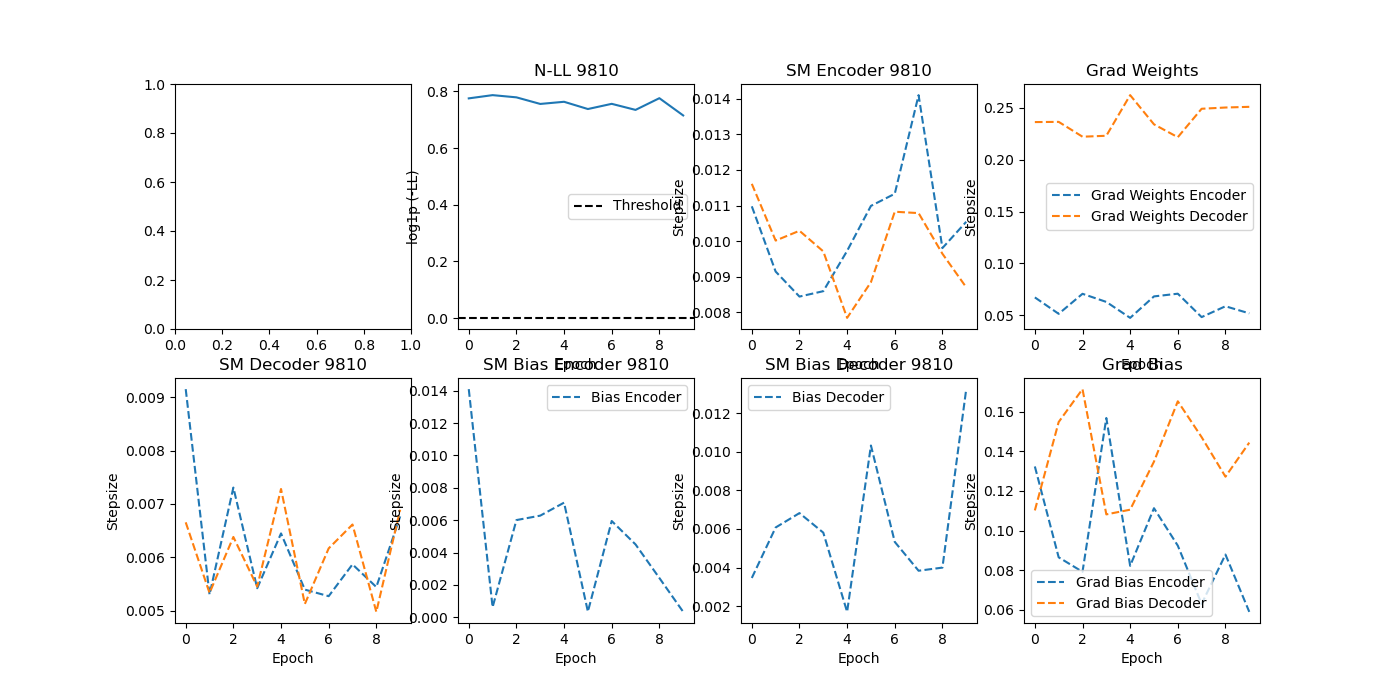 N-LL 9810
SM Encoder 9810
Grad Weights
1.0
0.8
0.6
0.4
0.2
0.0
0.0 0.2 0.4 0.6 0.8 1.0
log1p (-LL)
0.8
0.6
0.4
0.2
0.0
Threshold
0 2 4 6 8
Epoch
Stepsize
0.014
0.013
0.012
0.011
0.010
0.009
0.008
0 2 4 6 8
Epoch
Stepsize
0.25
0.20
0.15
0.10
0.05
Grad Weights Encoder
Grad Weights Decoder
0 2 4 6 8
Epoch
SM Decoder 9810
SM Bias Encoder 9810
SM Bias Decoder 9810
Grad Bias
Stepsize
0.009
0.008
0.007
0.006
0.005
0 2 4 6 8
Epoch
Stepsize
0.014
0.012
0.010
0.008
0.006
0.004
0.002
0.000
Bias Encoder
0 2 4 6 8
Epoch
Stepsize
0.012
0.010
0.008
0.006
0.004
0.002
Bias Decoder
0 2 4 6 8
Epoch
Stepsize
0.16
0.14
0.12
0.10
0.08
0.06
Grad Bias Encoder
Grad Bias Decoder
0 2 4 6 8
Epoch